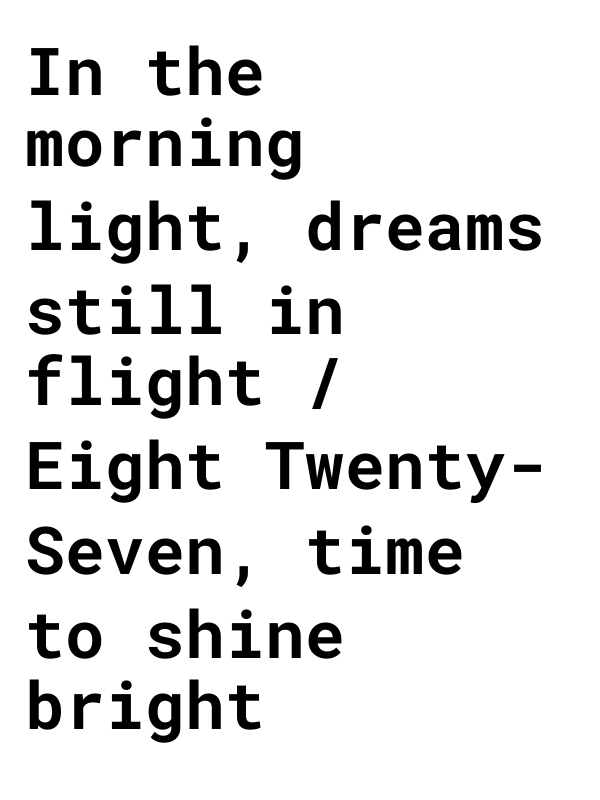 In the
morning
light, dreams
still in
flight /
Eight Twenty-
Seven, time
to shine
bright